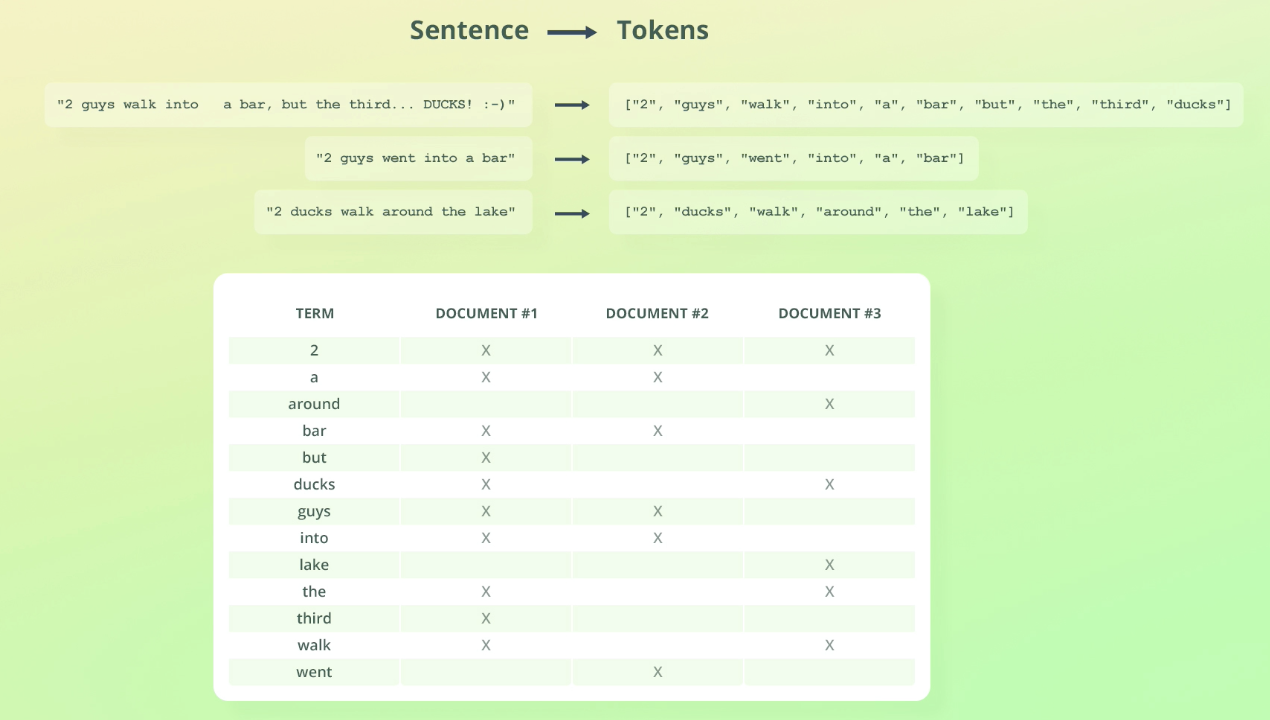 Sentence → Tokens
"2 guys walk into   a bar, but the third... DUCKS! :-)" → ["2", "guys", "walk", "into", "a", "bar", "but", "the", "third", "ducks"]
"2 guys went into a bar" → ["2", "guys", "went", "into", "a", "bar"]
"2 ducks walk around the lake" → ["2", "ducks", "walk", "around", "the", "lake"]
TERM DOCUMENT #1 DOCUMENT #2 DOCUMENT #3
2 X X X
a X X
around X
bar X X
but X
ducks X X
guys X X
into X X
lake X
the X X
third X
walk X X
went X